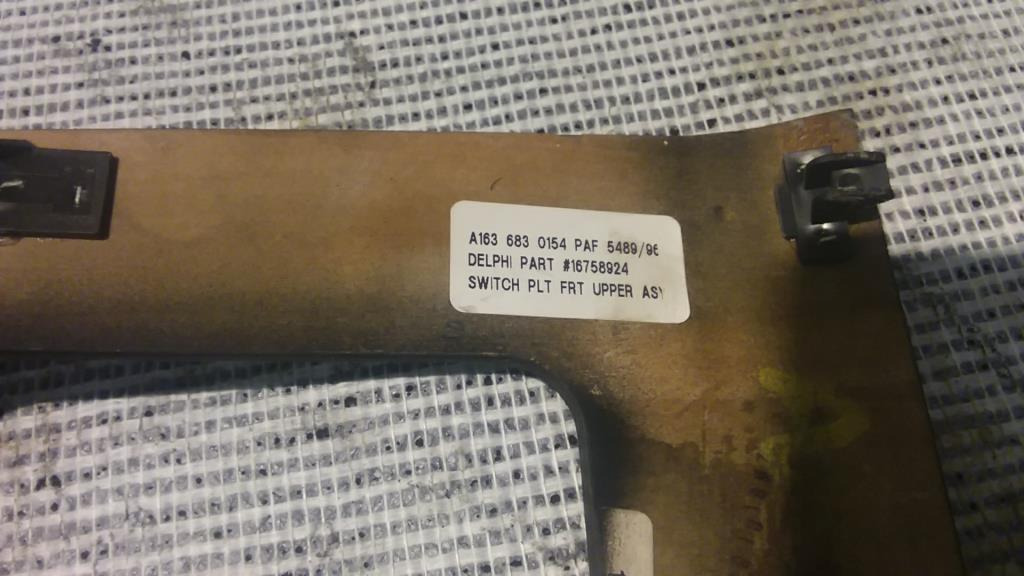 A163 683 0154 PAF 5489/96
DELPHI PART #16758924
SWITCH PLT FRT UPPER ASY